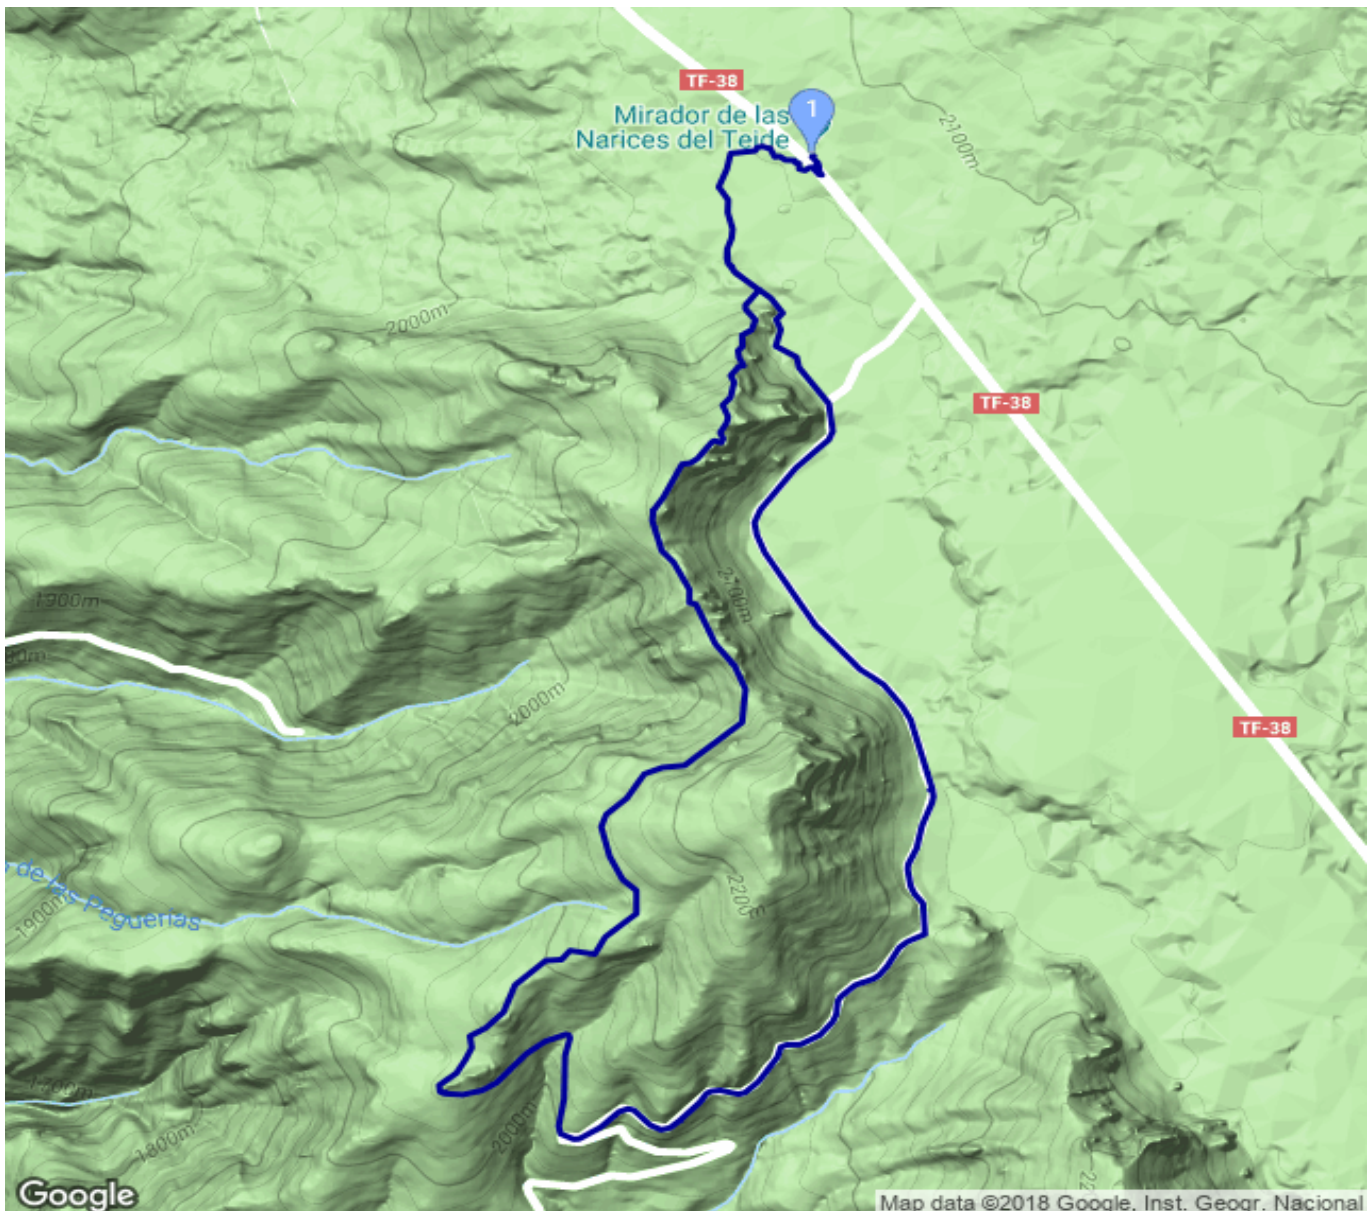 TF-38
1
Mirador de las
Narices del Teide
2100m
2000m
TF-38
2100m
1900m
2000m
TF-38
de las Peguerías
1900m
2200m
1700m
2000m
1800m
Google
Map data ©2018 Google, Inst. Geogr. Nacional